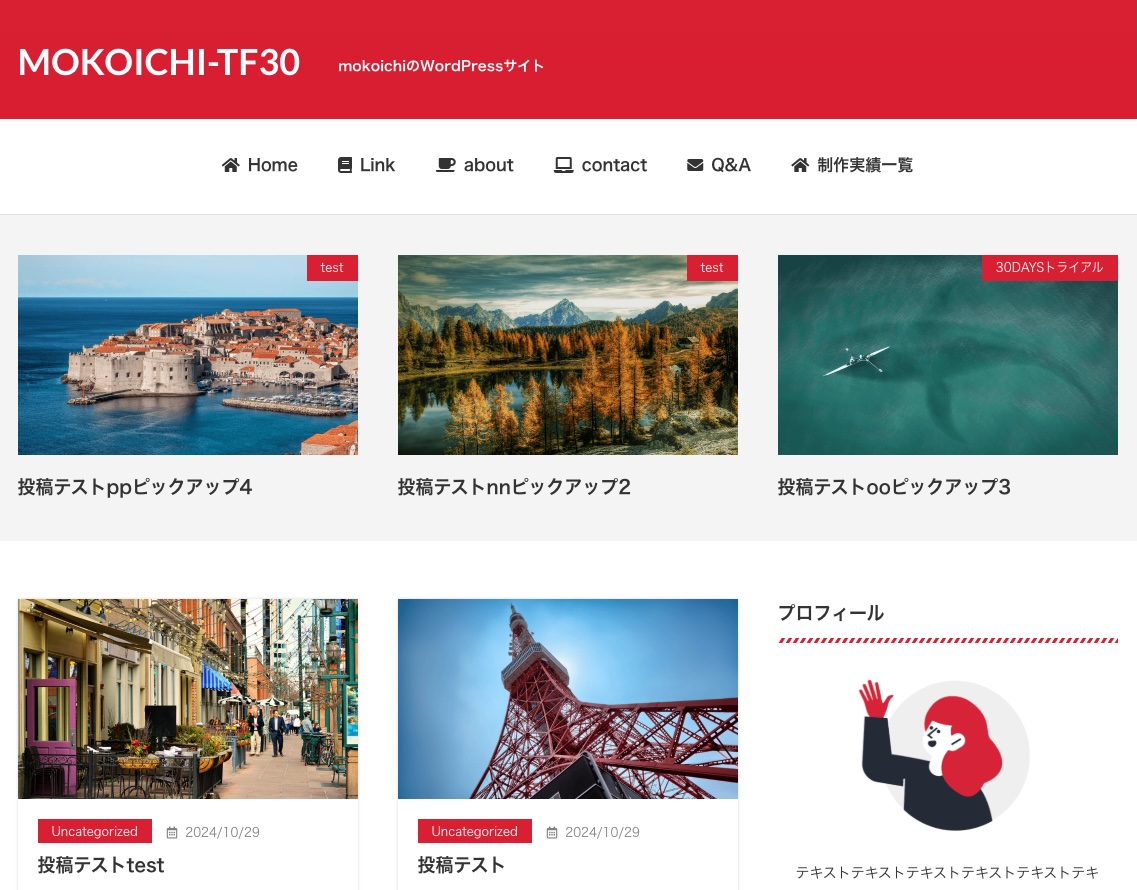 MOKOICHI-TF30
mokoichiのWordPressサイト
Home
Link
about
contact
Q&A
制作実績一覧
test
test
30DAYSトライアル
投稿テストppピックアップ4
投稿テストnnピックアップ2
投稿テストooピックアップ3
プロフィール
Uncategorized
2024/10/29
Uncategorized
2024/10/29
投稿テストtest
投稿テスト
テキストテキストテキストテキストテキストテキ